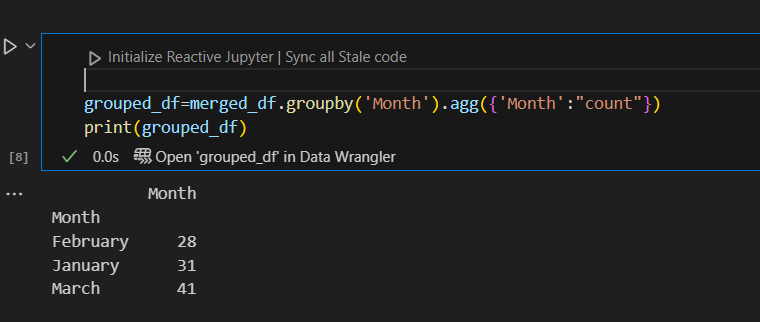 Initialize Reactive Jupyter | Sync all Stale code
grouped_df=merged_df.groupby('Month').agg({'Month':"count"})
print(grouped_df)
[8] 0.0s Open 'grouped_df' in Data Wrangler
... Month
Month
February 28
January 31
March 41